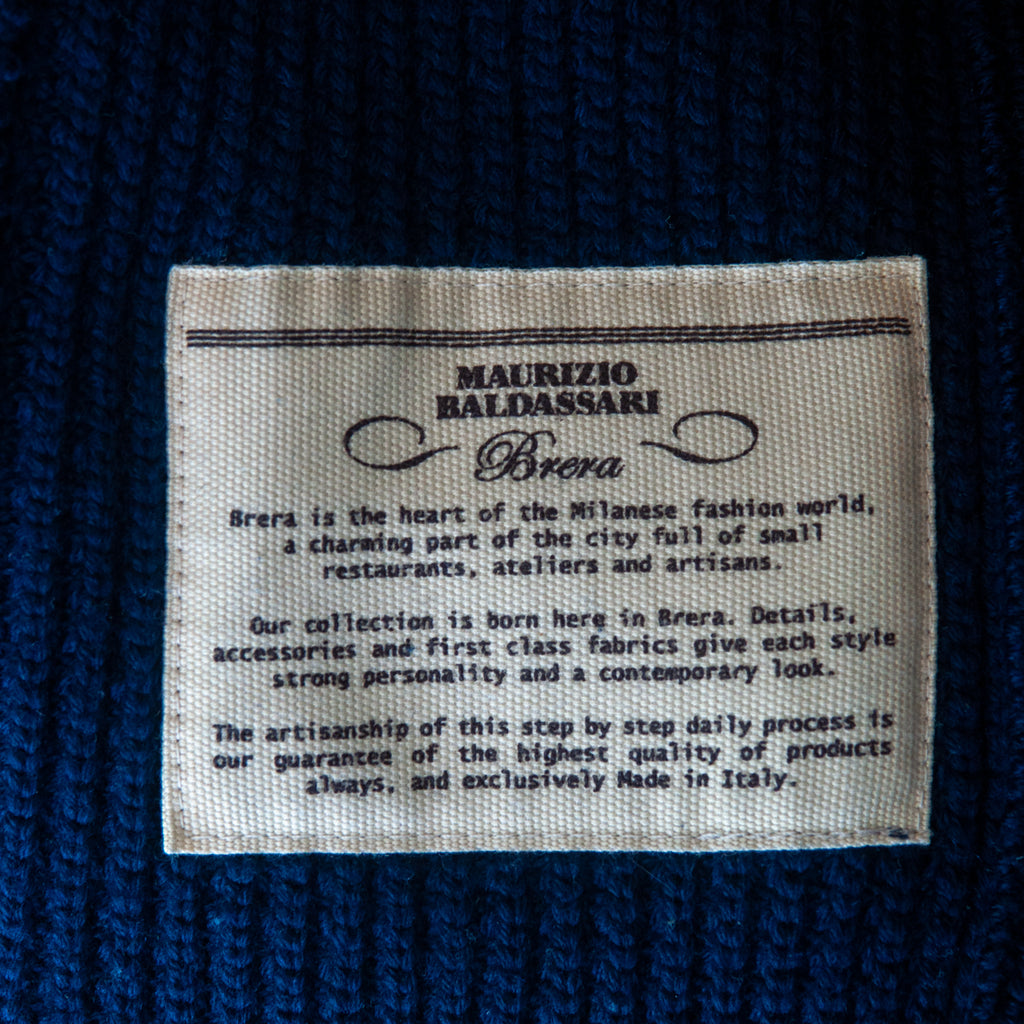 MAURIZIO
BALDASSARI
Brera
Brera is the heart of the Milanese fashion world,
a charming part of the city full of small
restaurants, ateliers and artisans.
Our collection is born here in Brera. Details,
accessories and first class fabrics give each style
strong personality and a contemporary look.
The artisanship of this step by step daily process is
our guarantee of the highest quality of products
always, and exclusively Made in Italy.